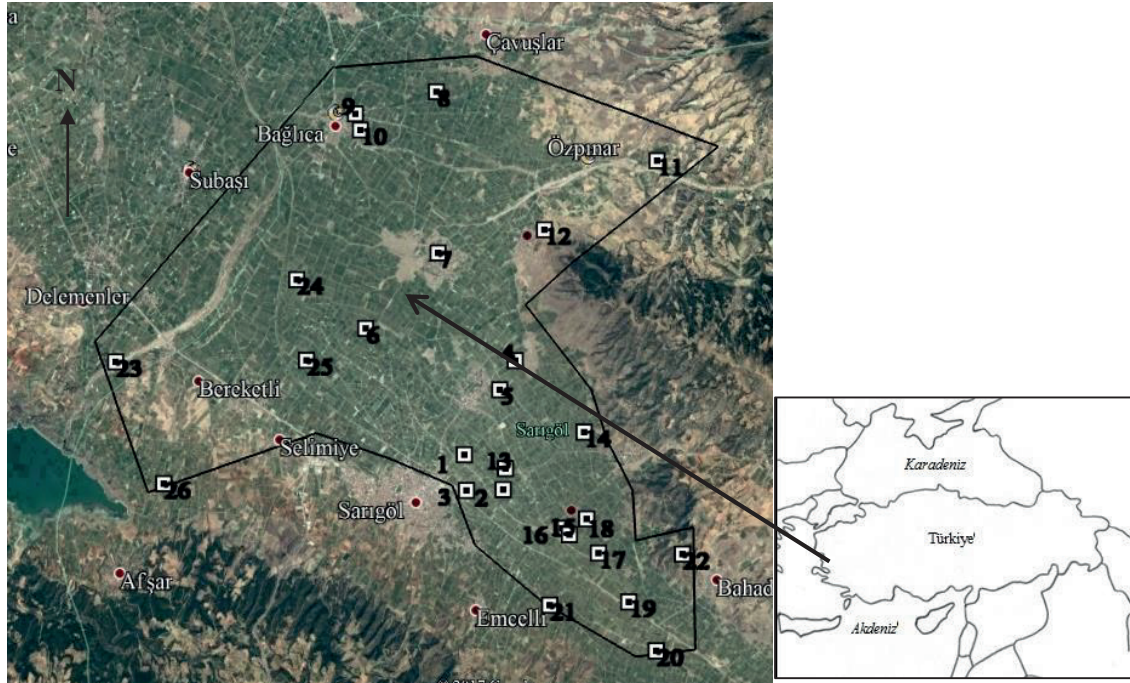 a
Çavuşlar
N
8
9
10
Bağlıca
e
Özpınar
11
Subaşı
12
7
24
Delemenler
6
4
23
25
5
Bereketli
Sarıgöl
14
Selimiye
1
13
26
3
2
Sarıgöl
15
18
16
17
22
Afşar
Bahad
19
21
Emcelli
20
Karadeniz
Türkiye'
Akdeniz'